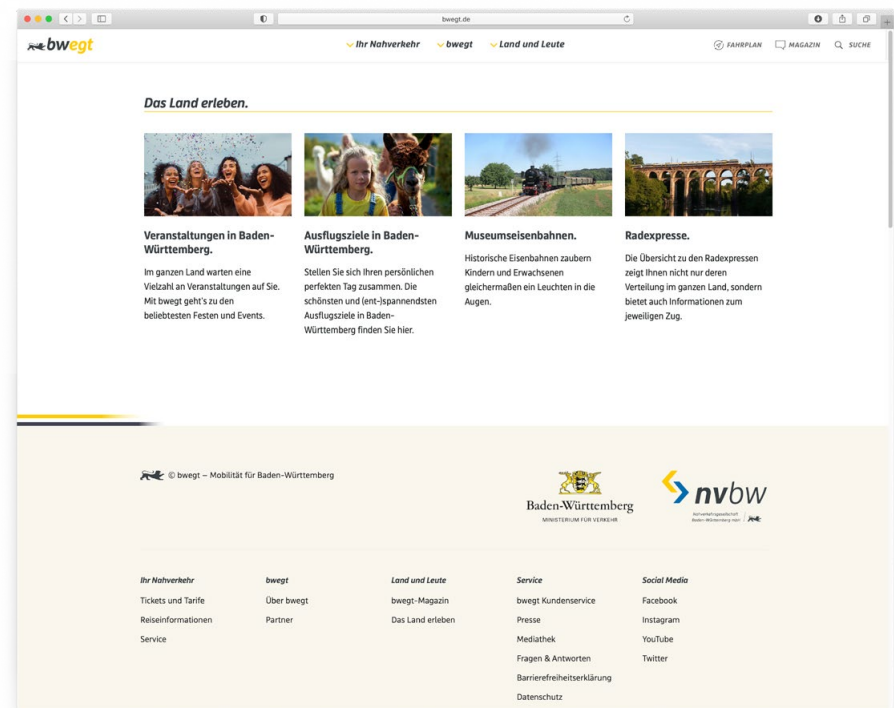 bwegt.de
bwegt
Ihr Nahverkehr
bwegt
Land und Leute
FAHRPLAN
MAGAZIN
SUCHE
Das Land erleben.
Veranstaltungen in Baden-
Württemberg.
Im ganzen Land warten eine
Vielzahl an Veranstaltungen auf Sie.
Mit bwegt geht's zu den
beliebtesten Festen und Events.
Ausflugsziele in Baden-
Württemberg.
Stellen Sie sich Ihren persönlichen
perfekten Tag zusammen. Die
schönsten und (ent-)spannendsten
Ausflugsziele in Baden-
Württemberg finden Sie hier.
Museumseisenbahnen.
Historische Eisenbahnen zaubern
Kindern und Erwachsenen
gleichermaßen ein Leuchten in die
Augen.
Radexpresse.
Die Übersicht zu den Radexpressen
zeigt Ihnen nicht nur deren
Verteilung im ganzen Land, sondern
bietet auch Informationen zum
jeweiligen Zug.
© bwegt – Mobilität für Baden-Württemberg
Baden-Württemberg
MINISTERIUM FÜR VERKEHR
nvbw
Nahverkehrsgesellschaft
Baden-Württemberg mbH
Ihr Nahverkehr
Tickets und Tarife
Reiseinformationen
Service
bwegt
Über bwegt
Partner
Land und Leute
bwegt-Magazin
Das Land erleben
Service
bwegt Kundenservice
Presse
Mediathek
Fragen & Antworten
Barrierefreiheitserklärung
Datenschutz
Social Media
Facebook
Instagram
YouTube
Twitter